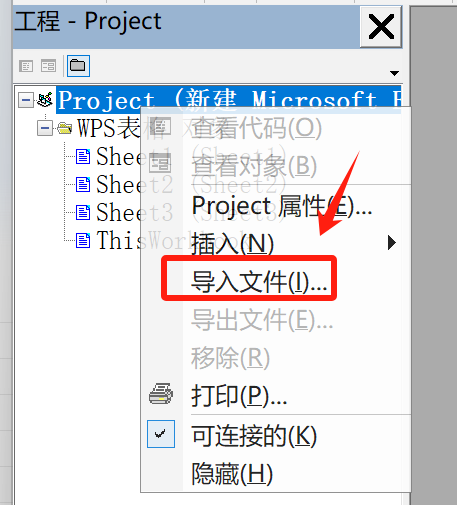 工程 - Project
Project (新建 Microsoft E
WPS表格 对
查看代码(O)
Sheet1 (Sheet1)
查看对象(B)
Sheet2 (Sheet2)
Project 属性(E)...
Sheet3 (Sheet3)
插入(N)
ThisWorkbook
导入文件(I)...
导出文件(E)...
移除(R)
打印(P)...
可连接的(K)
隐藏(H)